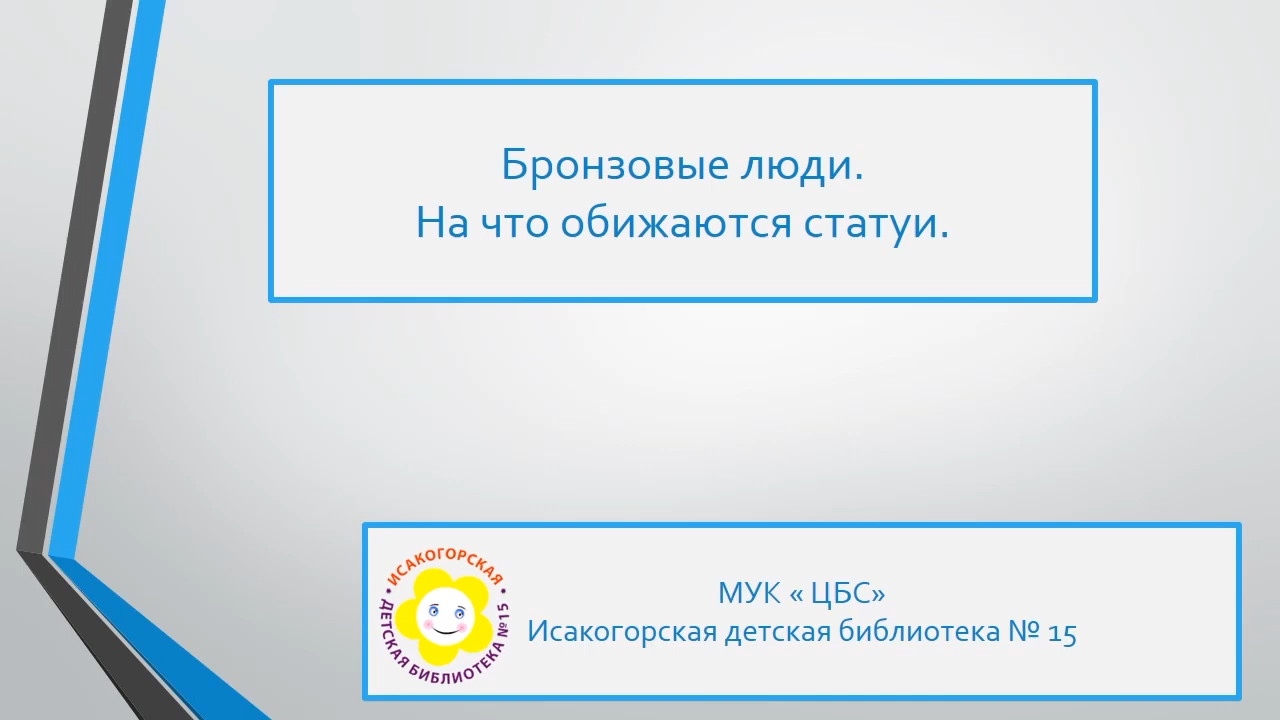 Бронзовые люди.
На что обижаются статуи.
• ИСАКОГОРСКАЯ •
ДЕТСКАЯ БИБЛИОТЕКА №15
МУК « ЦБС»
Исакогорская детская библиотека № 15